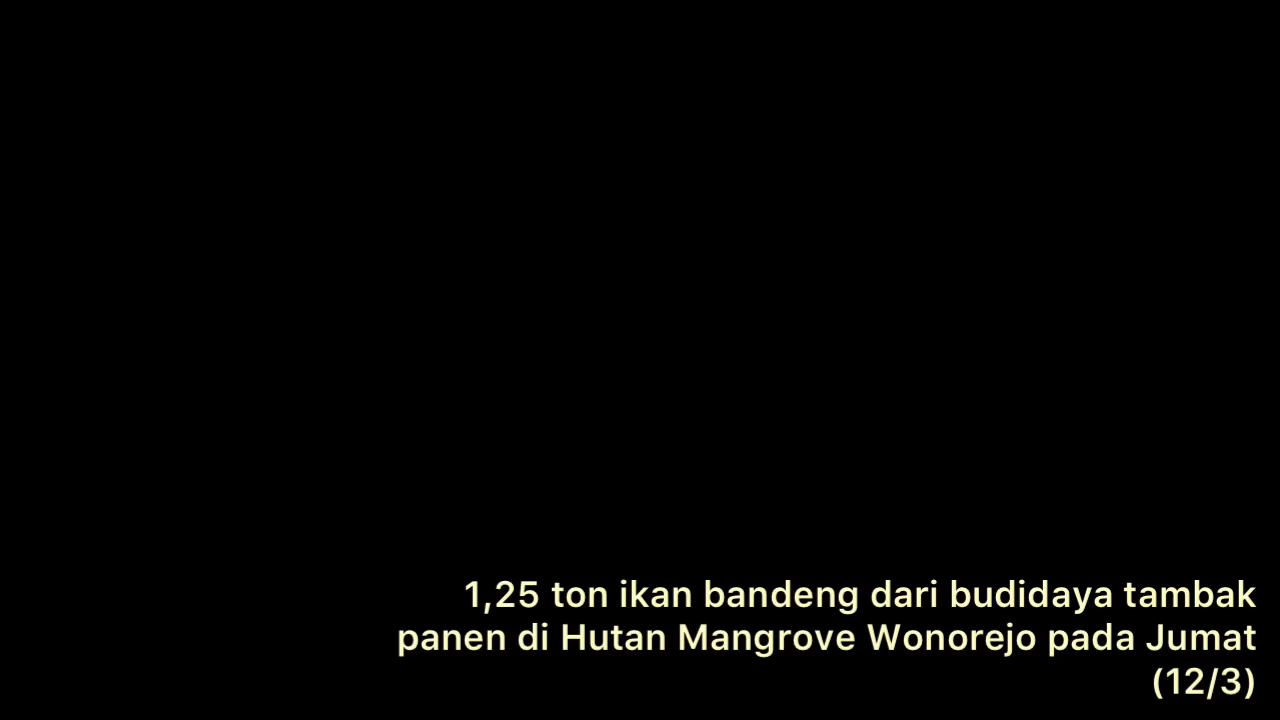 1,25 ton ikan bandeng dari budidaya tambak
panen di Hutan Mangrove Wonorejo pada Jumat
(12/3)